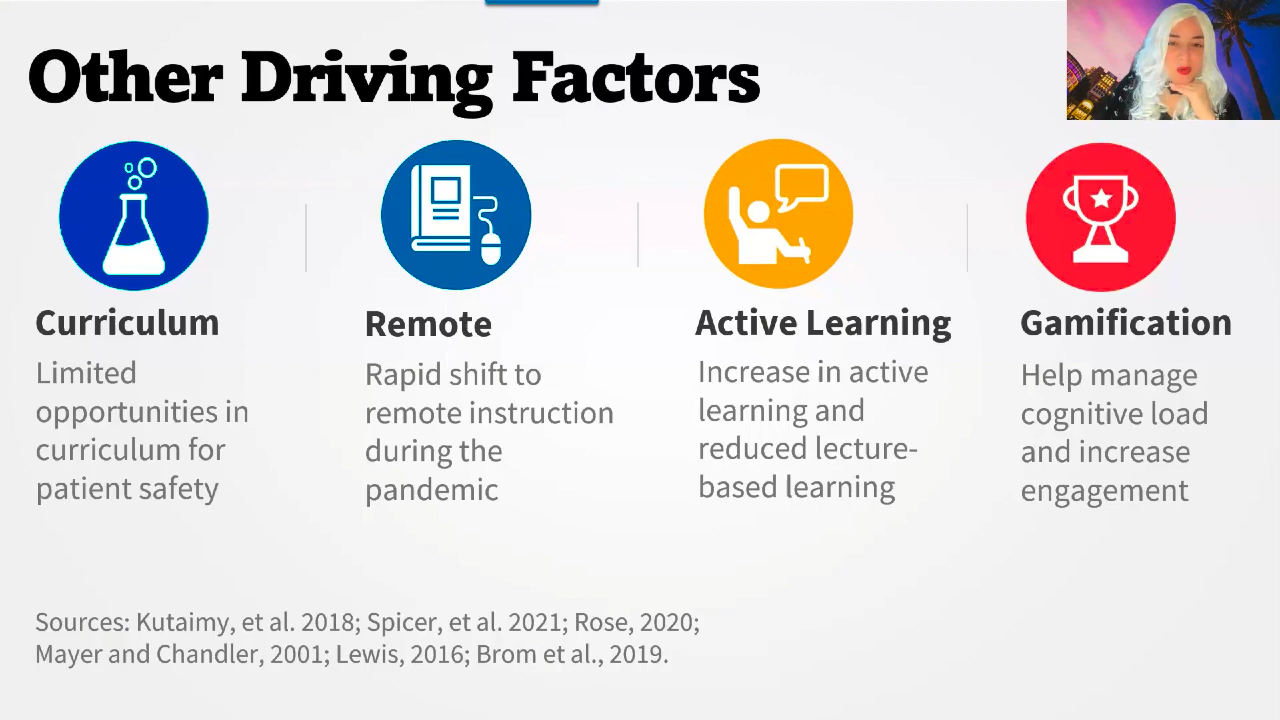 Other Driving Factors
Curriculum
Limited
opportunities in
curriculum for
patient safety
Remote
Rapid shift to
remote instruction
during the
pandemic
Active Learning
Increase in active
learning and
reduced lecture-
based learning
Gamification
Help manage
cognitive load
and increase
engagement
Sources: Kutaimy, et al. 2018; Spicer, et al. 2021; Rose, 2020;
Mayer and Chandler, 2001; Lewis, 2016; Brom et al., 2019.